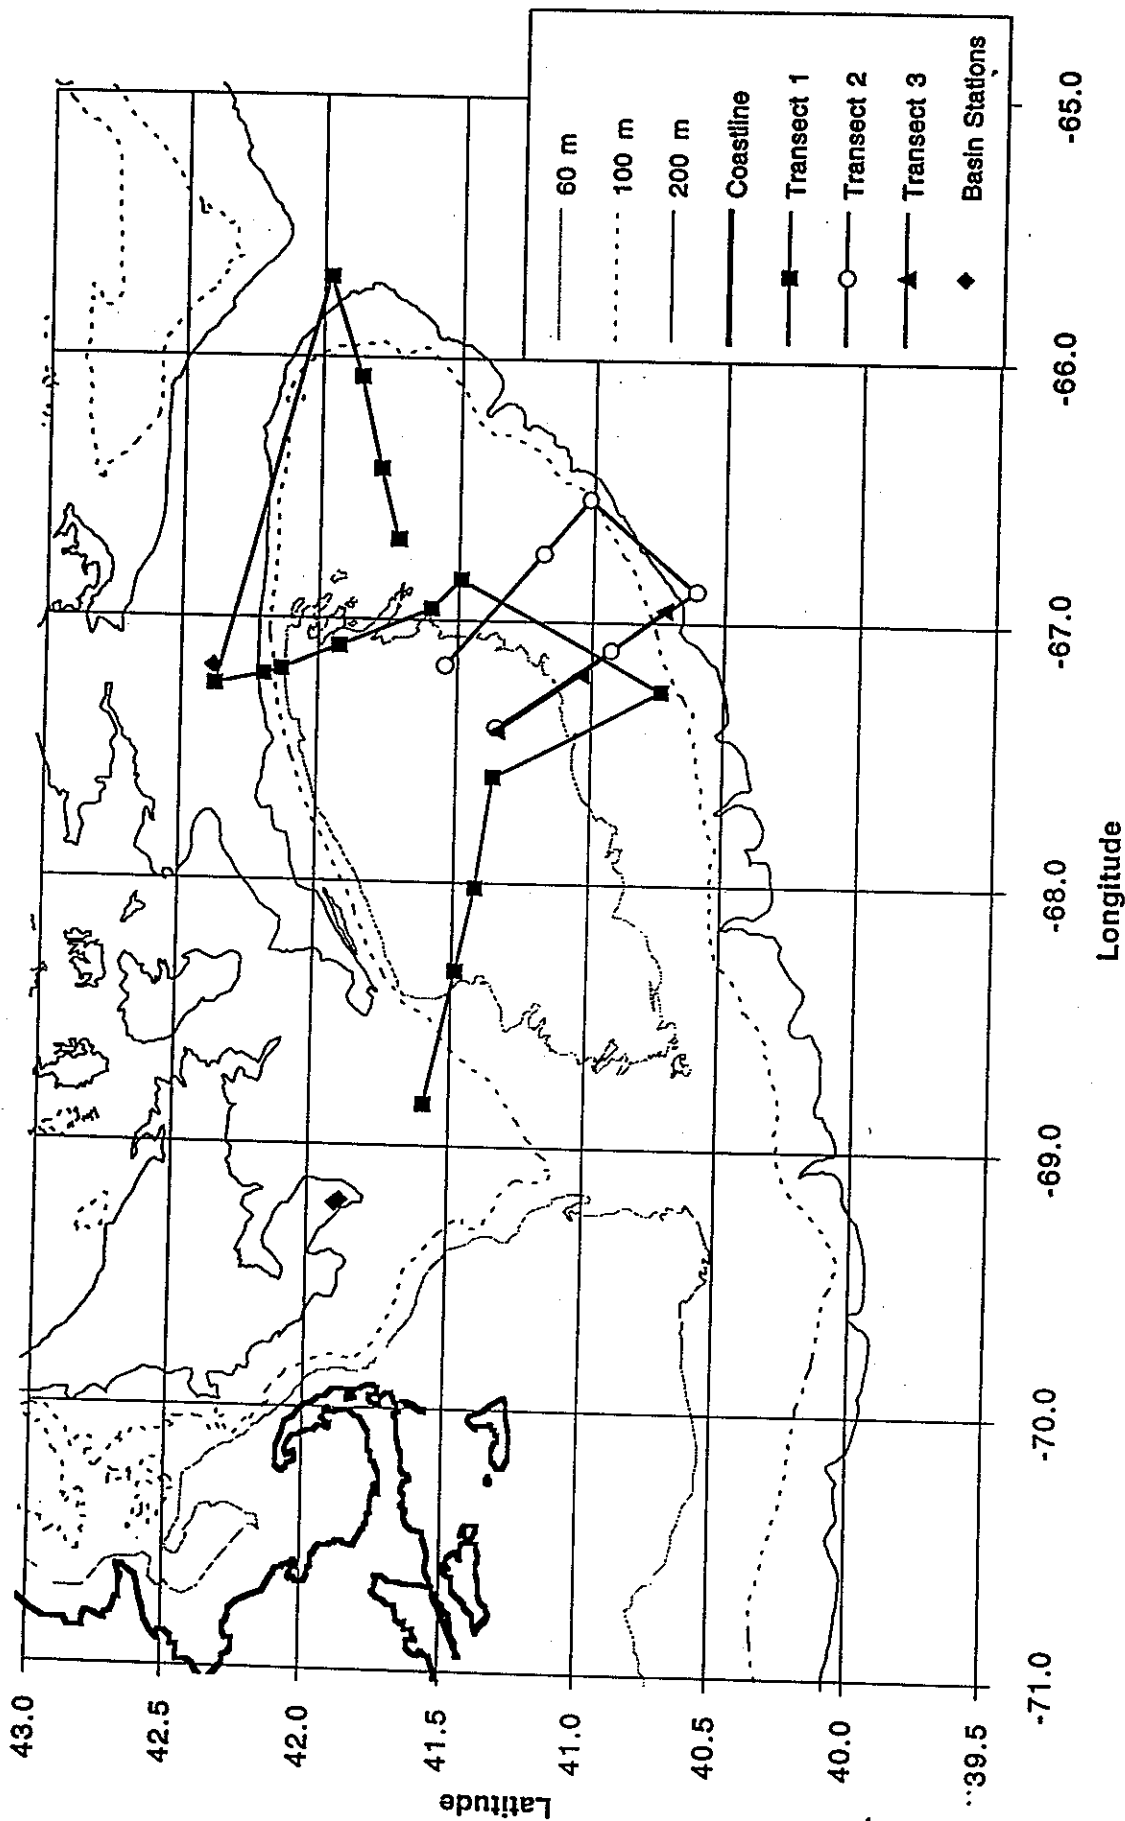 Latitude
43.0
42.5
42.0
41.5
41.0
40.5
40.0
39.5
-71.0
-70.0
-69.0
-68.0
-67.0
-66.0
-65.0
Longitude
60 m
100 m
200 m
Coastline
Transect 1
Transect 2
Transect 3
Basin Stations